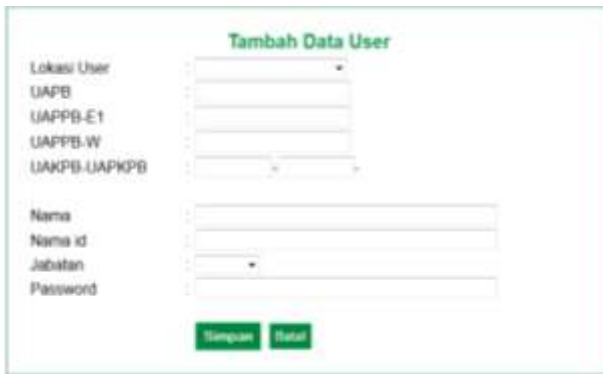 Tambah Data User
Lokasi User :
UAPB :
UAPPB-E1 :
UAPPB-W :
UAKPB-UAPKPB : - -
Nama :
Nama id :
Jabatan :
Password :
Simpan Batal